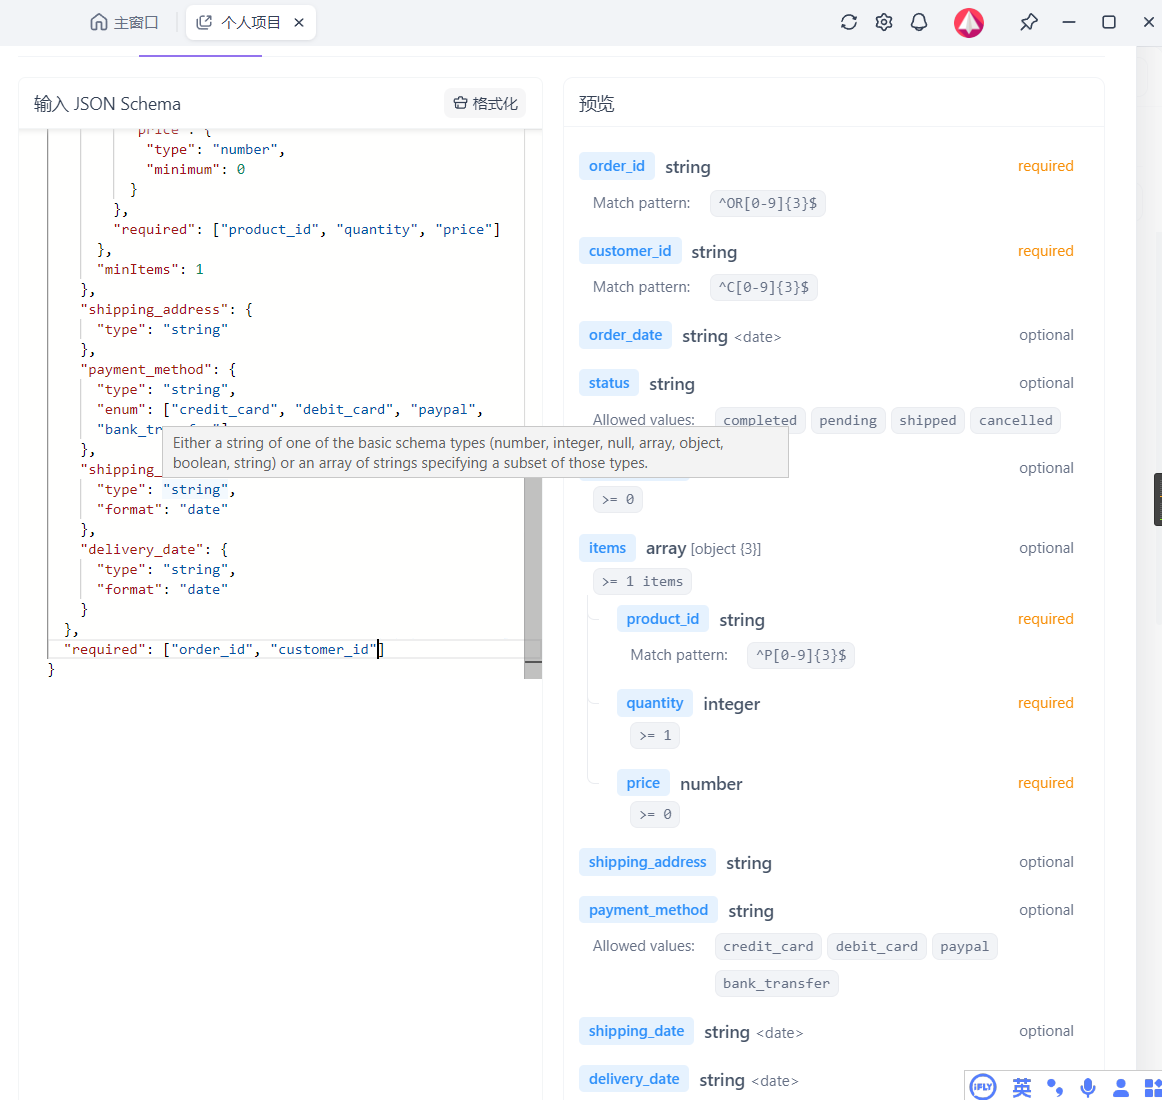 主窗口
个人项目
输入 JSON Schema
格式化
price": {
"type": "number",
"minimum": 0
}
},
"required": ["product_id", "quantity", "price"]
},
"minItems": 1
},
"shipping_address": {
"type": "string"
},
"payment_method": {
"type": "string",
"enum": ["credit_card", "debit_card", "paypal",
"bank_tr
},
"shipping_
"type": "string",
"format": "date"
},
"delivery_date": {
"type": "string",
"format": "date"
}
},
"required": ["order_id", "customer_id"]
}
Either a string of one of the basic schema types (number, integer, null, array, object,
boolean, string) or an array of strings specifying a subset of those types.
预览
order_id string required
Match pattern: ^OR[0-9]{3}$
customer_id string required
Match pattern: ^C[0-9]{3}$
order_date string <date> optional
status string optional
Allowed values: completed pending shipped cancelled
optional
>= 0
items array [object {3}] optional
>= 1 items
product_id string required
Match pattern: ^P[0-9]{3}$
quantity integer required
>= 1
price number required
>= 0
shipping_address string optional
payment_method string optional
Allowed values: credit_card debit_card paypal
bank_transfer
shipping_date string <date> optional
delivery_date string <date>
iFLY 英